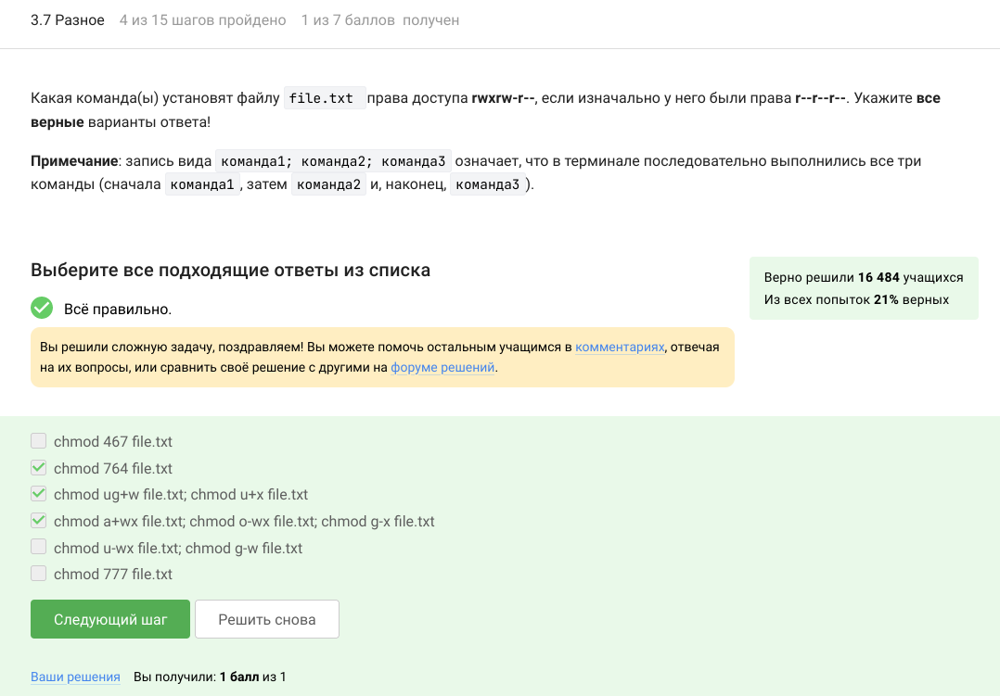 3.7 Разное 4 из 15 шагов пройдено 1 из 7 баллов получен
Какая команда(ы) установят файлу file.txt права доступа rwxrw-r--, если изначально у него были права r--r--r--. Укажите все
верные варианты ответа!
Примечание: запись вида команда1; команда2; команда3 означает, что в терминале последовательно выполнились все три
команды (сначала команда1, затем команда2 и, наконец, команда3).
Выберите все подходящие ответы из списка
Верно решили 16 484 учащихся
Из всех попыток 21% верных
Всё правильно.
Вы решили сложную задачу, поздравляем! Вы можете помочь остальным учащимся в комментариях, отвечая
на их вопросы, или сравнить своё решение с другими на форуме решений.
chmod 467 file.txt
chmod 764 file.txt
chmod ug+w file.txt; chmod u+x file.txt
chmod a+wx file.txt; chmod o-wx file.txt; chmod g-x file.txt
chmod u-wx file.txt; chmod g-w file.txt
chmod 777 file.txt
Следующий шаг Решить снова
Ваши решения Вы получили: 1 балл из 1